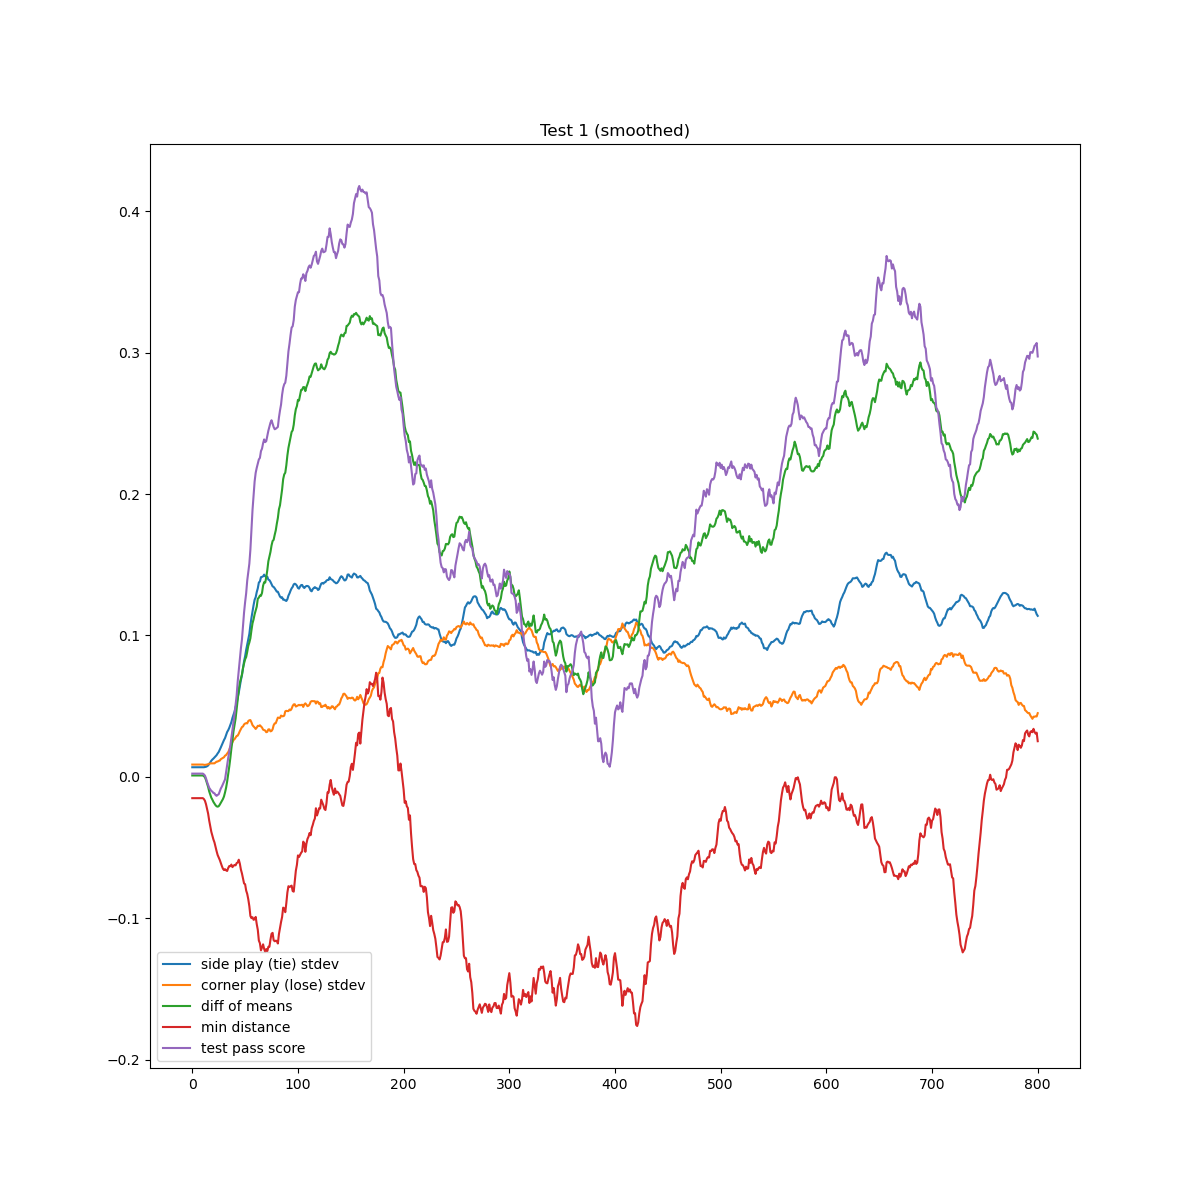 Test 1 (smoothed)
0.4
0.3
0.2
0.1
0.0
−0.1
−0.2
side play (tie) stdev
corner play (lose) stdev
diff of means
min distance
test pass score
0 100 200 300 400 500 600 700 800